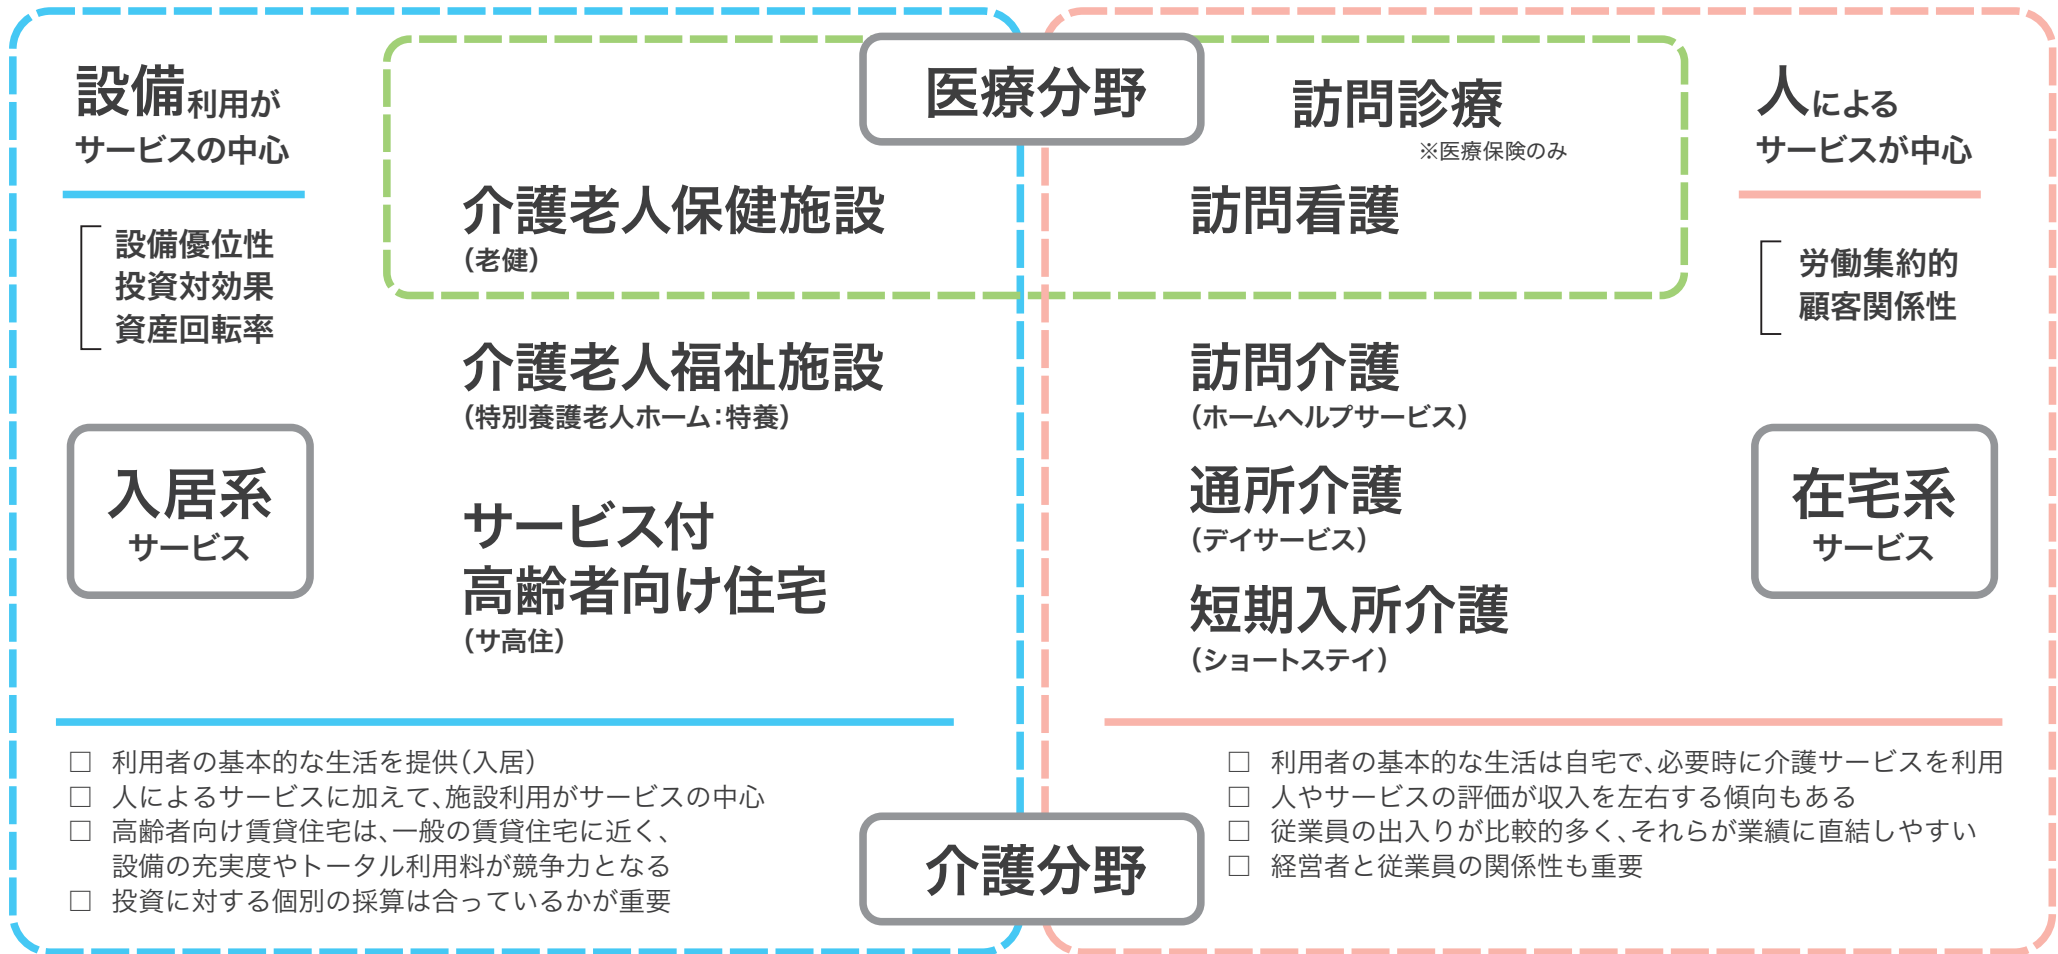 医療分野
設備利用が
サービスの中心
設備優位性
投資対効果
資産回転率
入居系
サービス
介護老人保健施設
(老健)
介護老人福祉施設
(特別養護老人ホーム:特養)
サービス付
高齢者向け住宅
(サ高住)
訪問診療
※医療保険のみ
訪問看護
訪問介護
(ホームヘルプサービス)
通所介護
(デイサービス)
短期入所介護
(ショートステイ)
人による
サービスが中心
労働集約的
顧客関係性
在宅系
サービス
□ 利用者の基本的な生活を提供(入居)
□ 人によるサービスに加えて、施設利用がサービスの中心
□ 高齢者向け賃貸住宅は、一般の賃貸住宅に近く、
設備の充実度やトータル利用料が競争力となる
□ 投資に対する個別の採算は合っているかが重要
介護分野
□ 利用者の基本的な生活は自宅で、必要時に介護サービスを利用
□ 人やサービスの評価が収入を左右する傾向もある
□ 従業員の出入りが比較的多く、それらが業績に直結しやすい
□ 経営者と従業員の関係性も重要